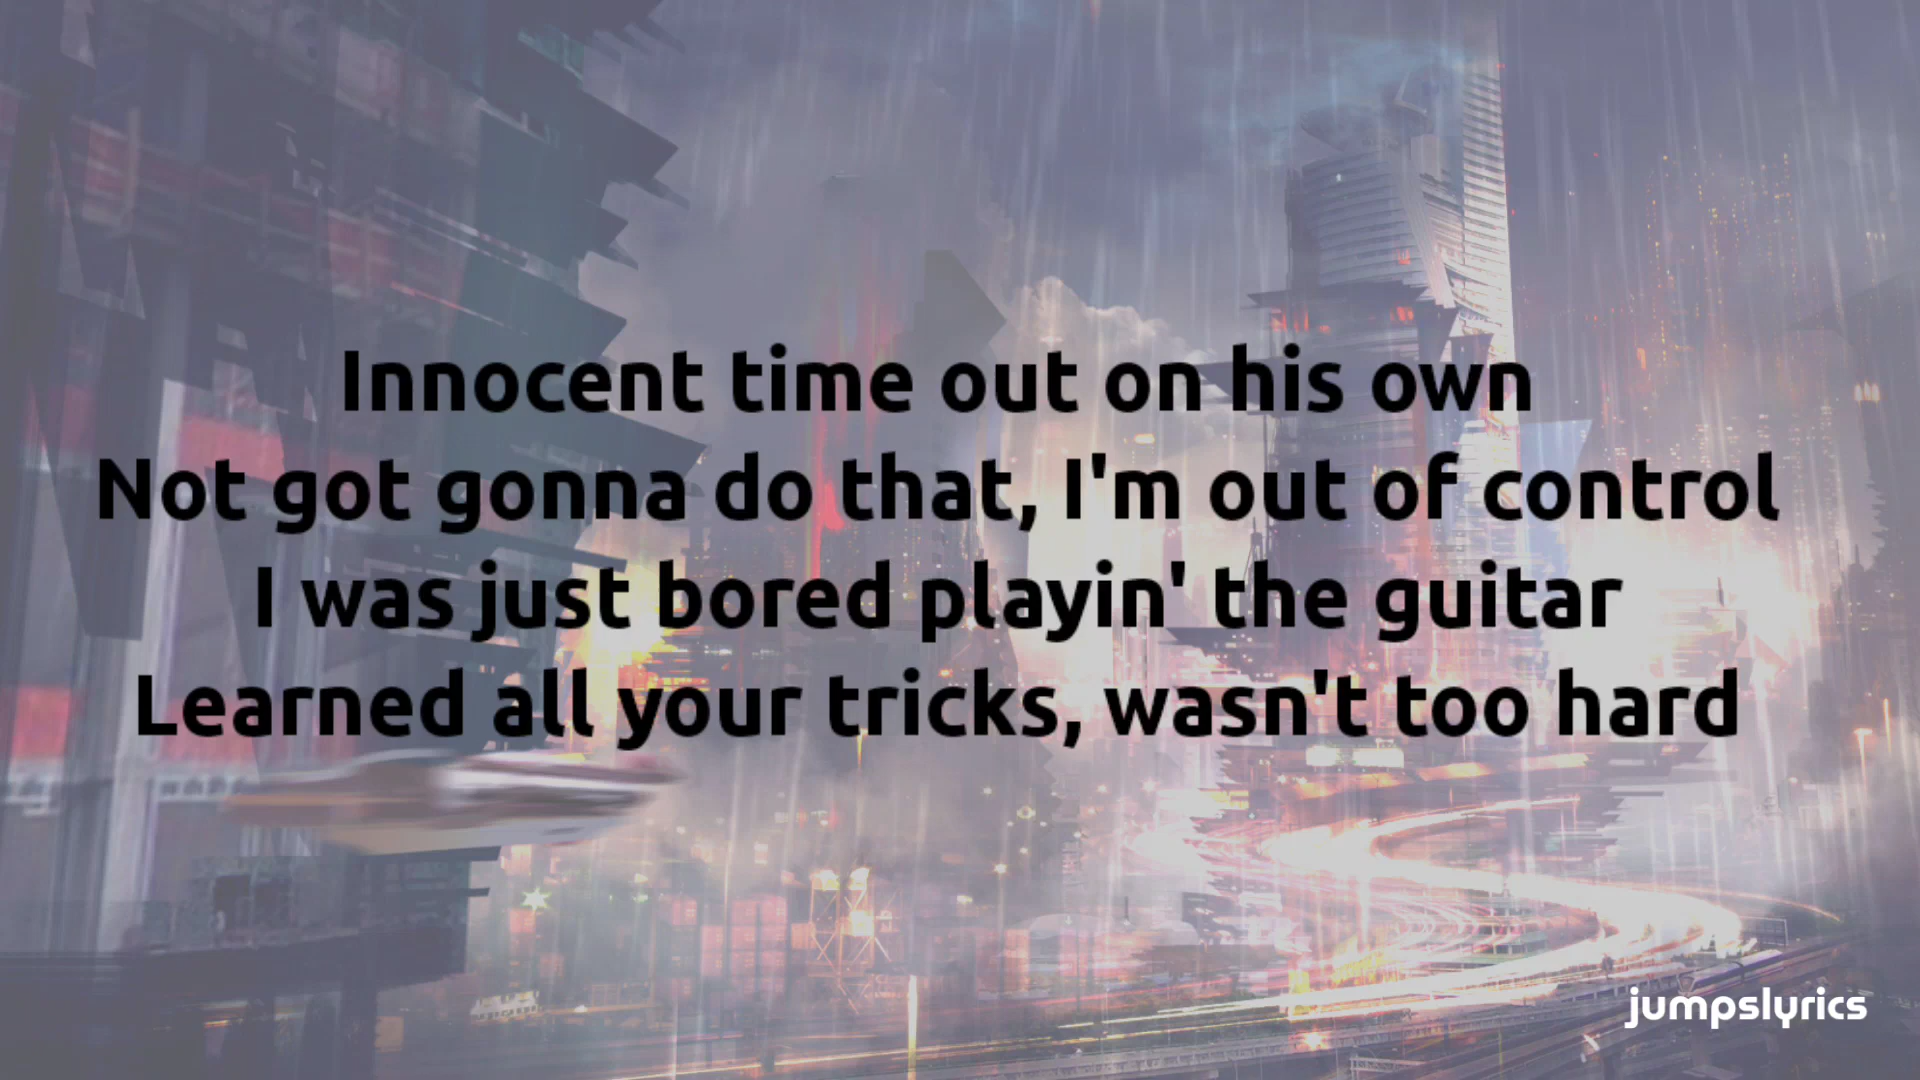 Innocent time out on his own
Not got gonna do that, I'm out of control
I was just bored playin' the guitar
Learned all your tricks, wasn't too hard
jumpslyrics